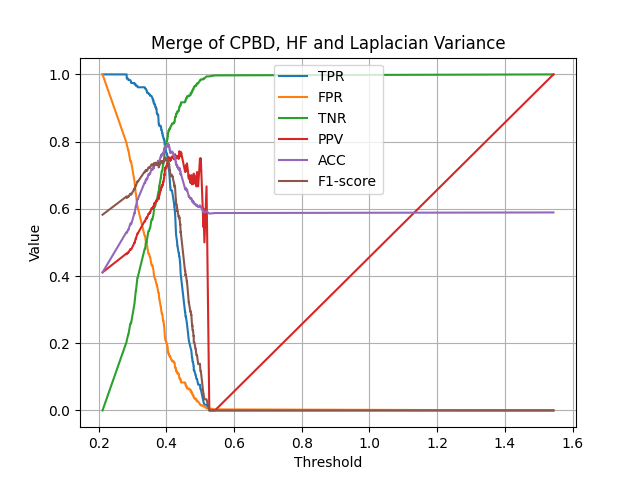 Merge of CPBD, HF and Laplacian Variance
1.0
0.8
0.6
0.4
0.2
0.0
Value
TPR
FPR
TNR
PPV
ACC
F1-score
0.2 0.4 0.6 0.8 1.0 1.2 1.4 1.6
Threshold